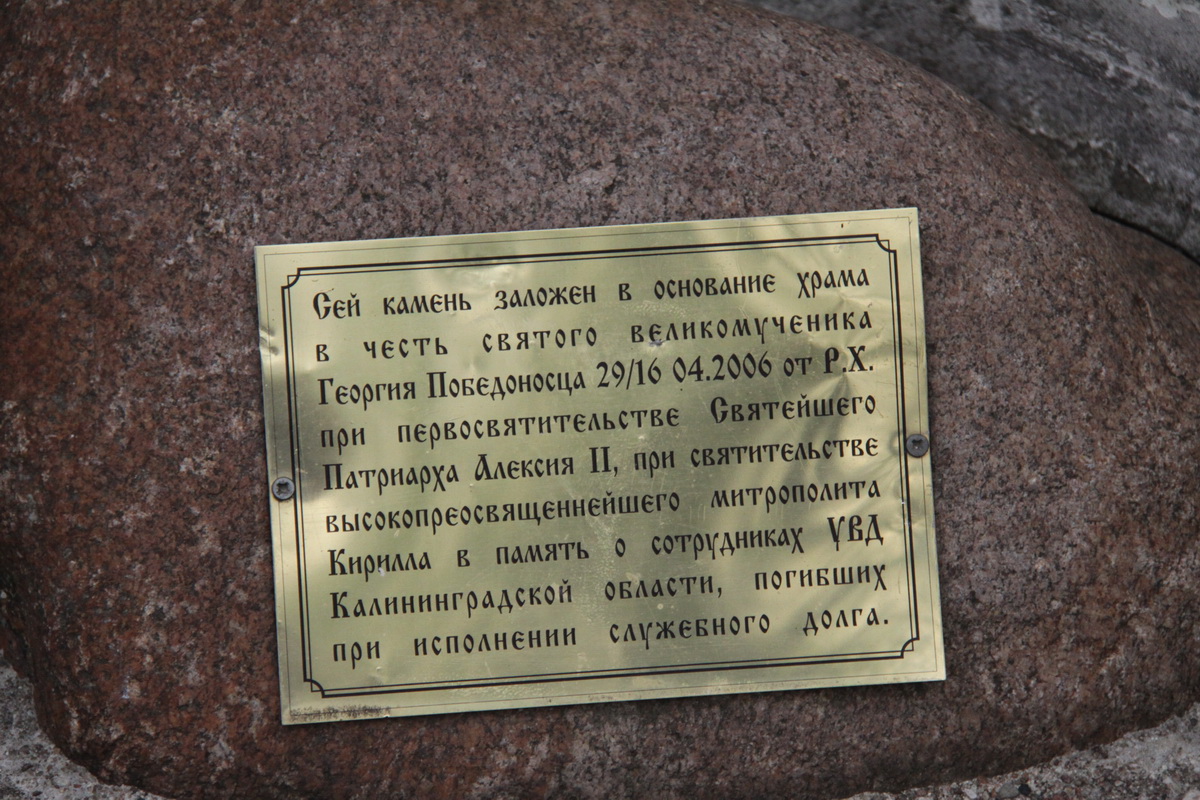 Сей камень заложен в основание храма
в честь святого великомученика
Георгия Победоносца 29/16 04.2006 от Р.Х.
при первосвятительстве Святейшего
Патриарха Алексия II, при святительстве
высокопреосвященнейшего митрополита
Кирилла в память о сотрудниках УВД
Калининградской области, погибших
при исполнении служебного долга.